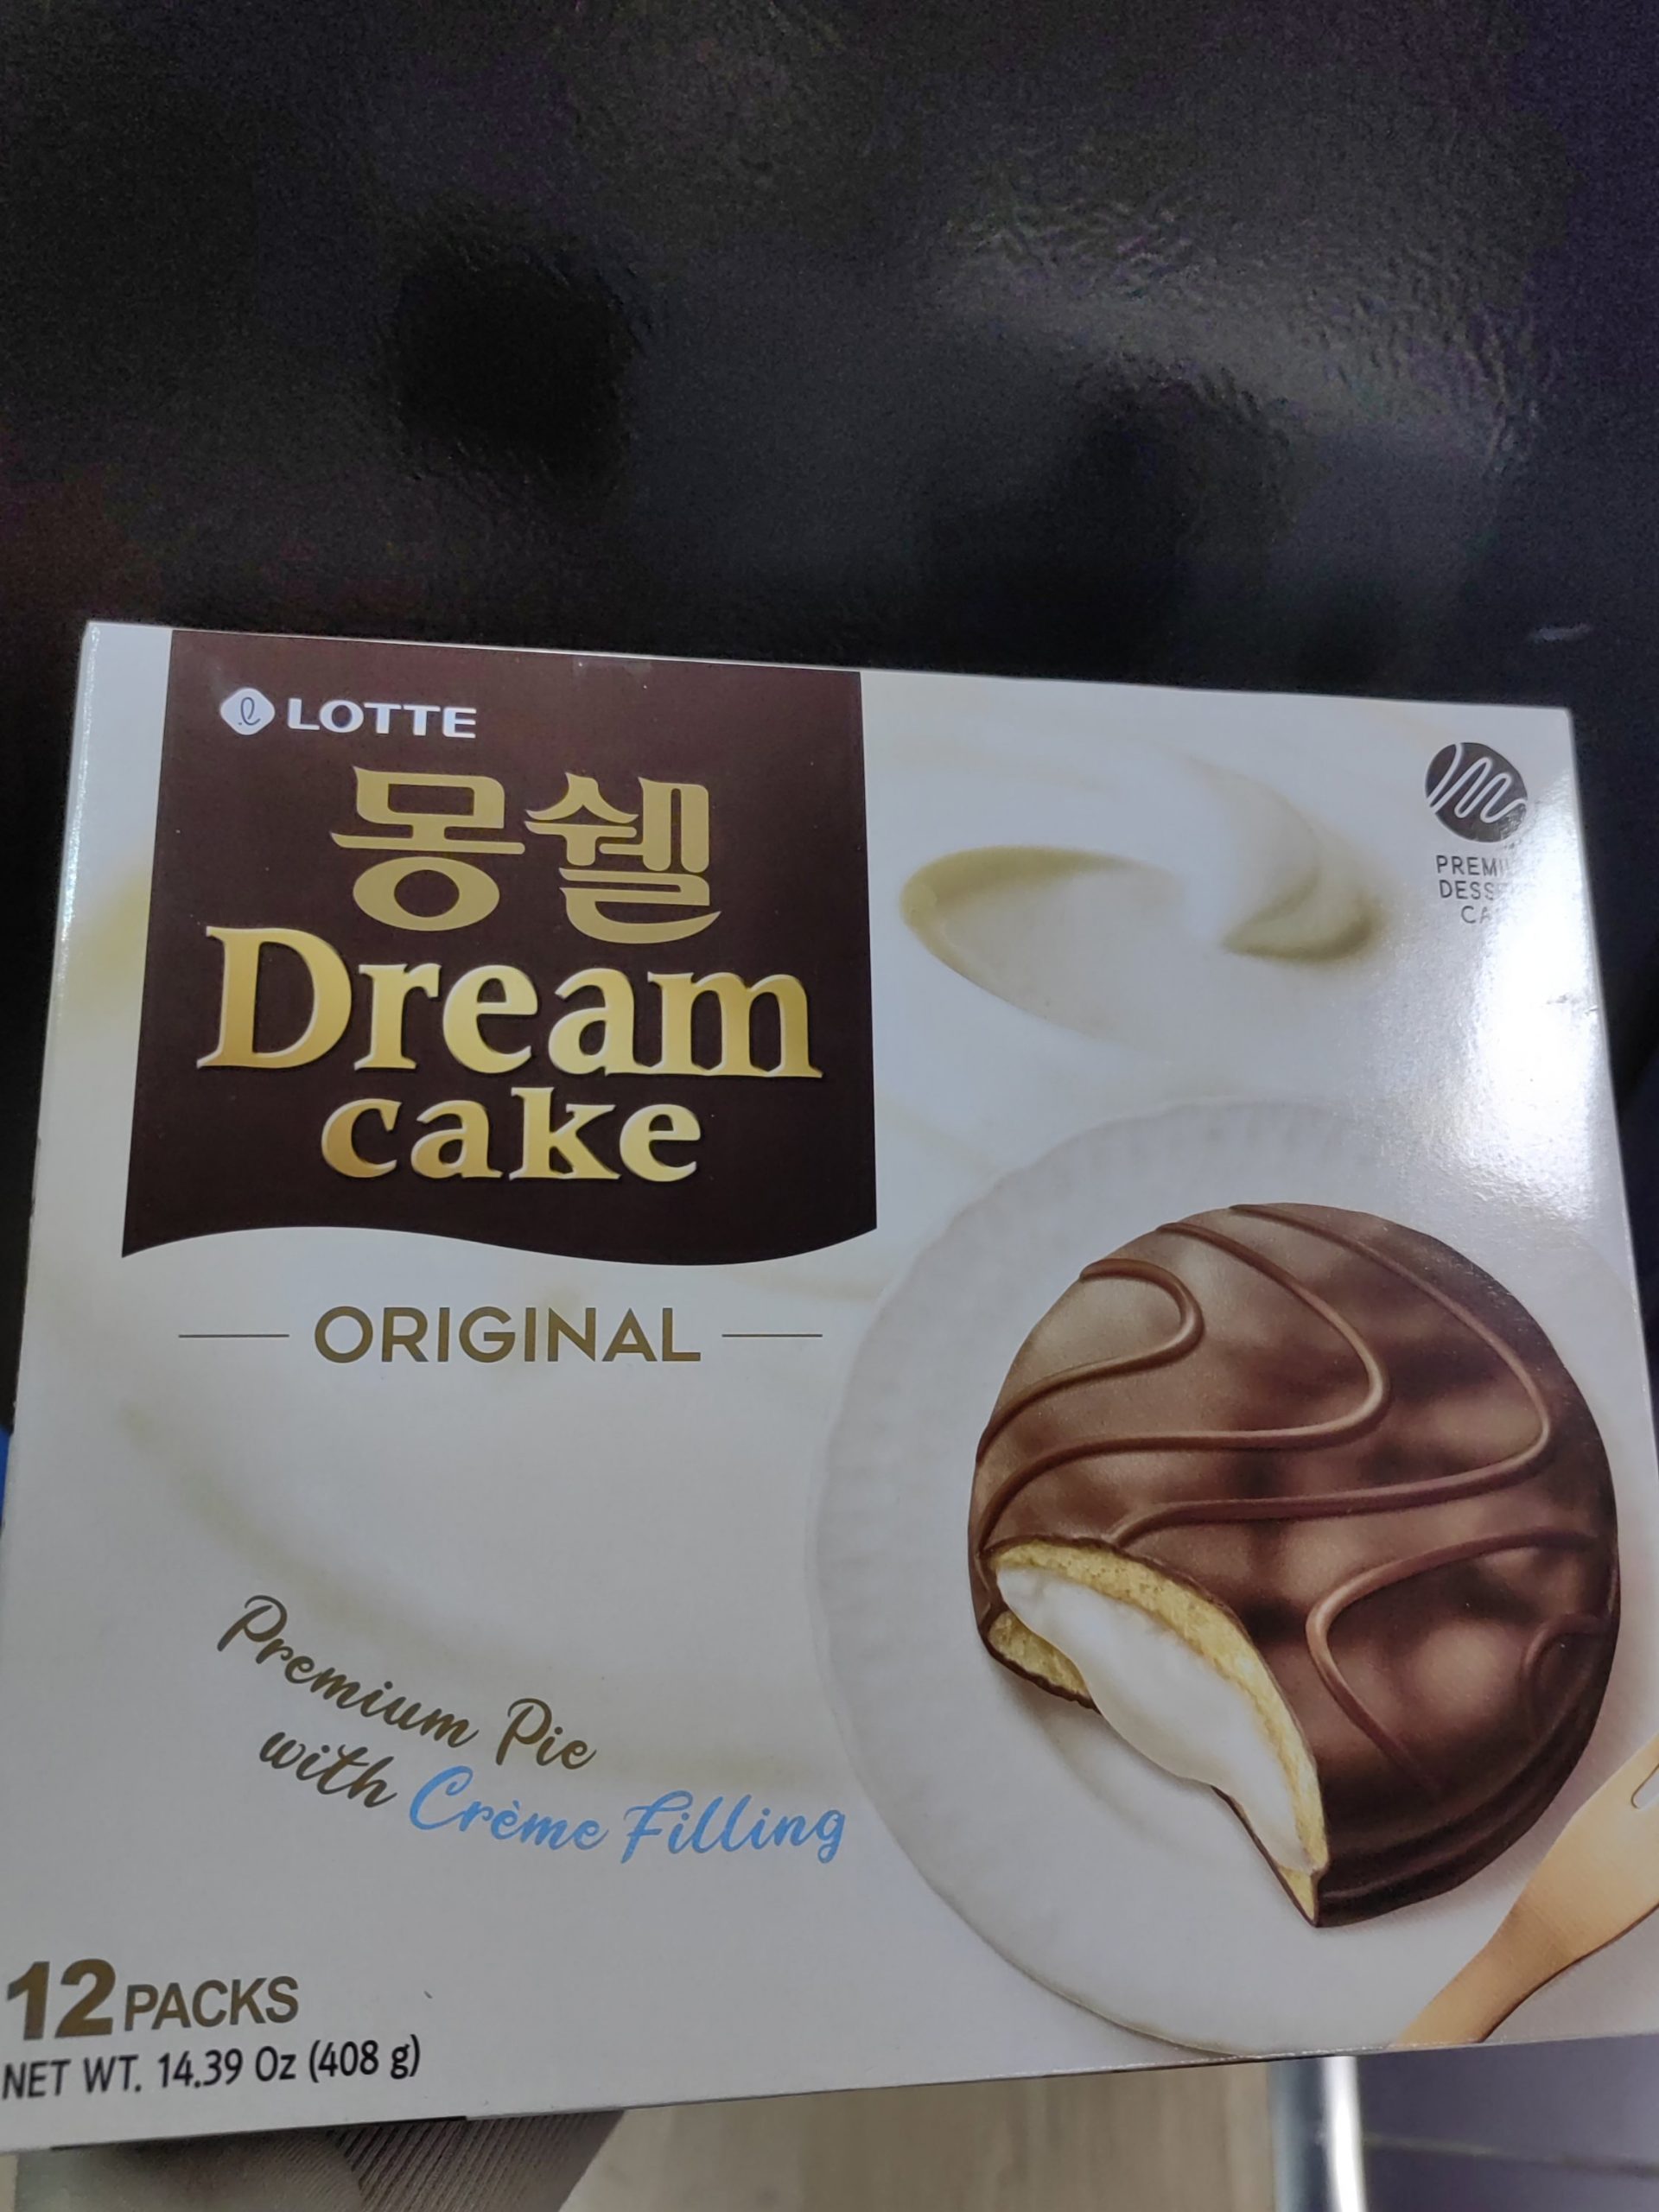 LOTTE
몽쉘
Dream
cake
ORIGINAL
Premium Pie
with Crème Filling
12 PACKS
NET WT. 14.39 Oz (408 g)